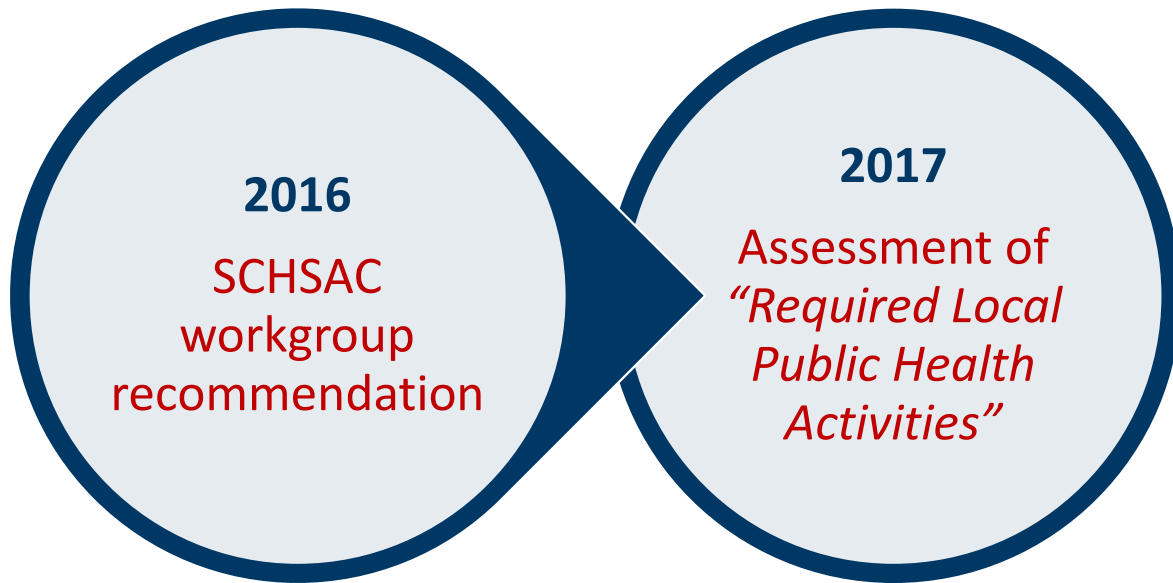 2016
SCHSAC
workgroup
recommendation
2017
Assessment of
“Required Local
Public Health
Activities”